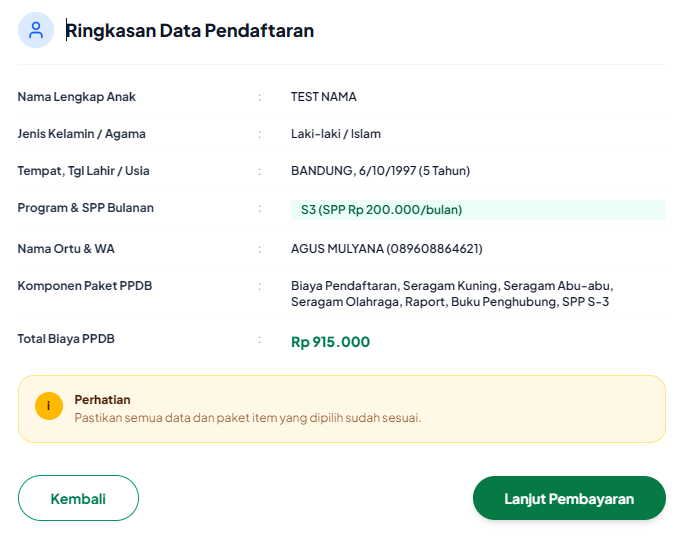 Ringkasan Data Pendaftaran
Nama Lengkap Anak : TEST NAMA
Jenis Kelamin / Agama : Laki-laki / Islam
Tempat, Tgl Lahir / Usia : BANDUNG, 6/10/1997 (5 Tahun)
Program & SPP Bulanan : S3 (SPP Rp 200.000/bulan)
Nama Ortu & WA : AGUS MULYANA (089608864621)
Komponen Paket PPDB : Biaya Pendaftaran, Seragam Kuning, Seragam Abu-abu,
Seragam Olahraga, Raport, Buku Penghubung, SPP S-3
Total Biaya PPDB : Rp 915.000
i
Perhatian
Pastikan semua data dan paket item yang dipilih sudah sesuai.
Kembali
Lanjut Pembayaran